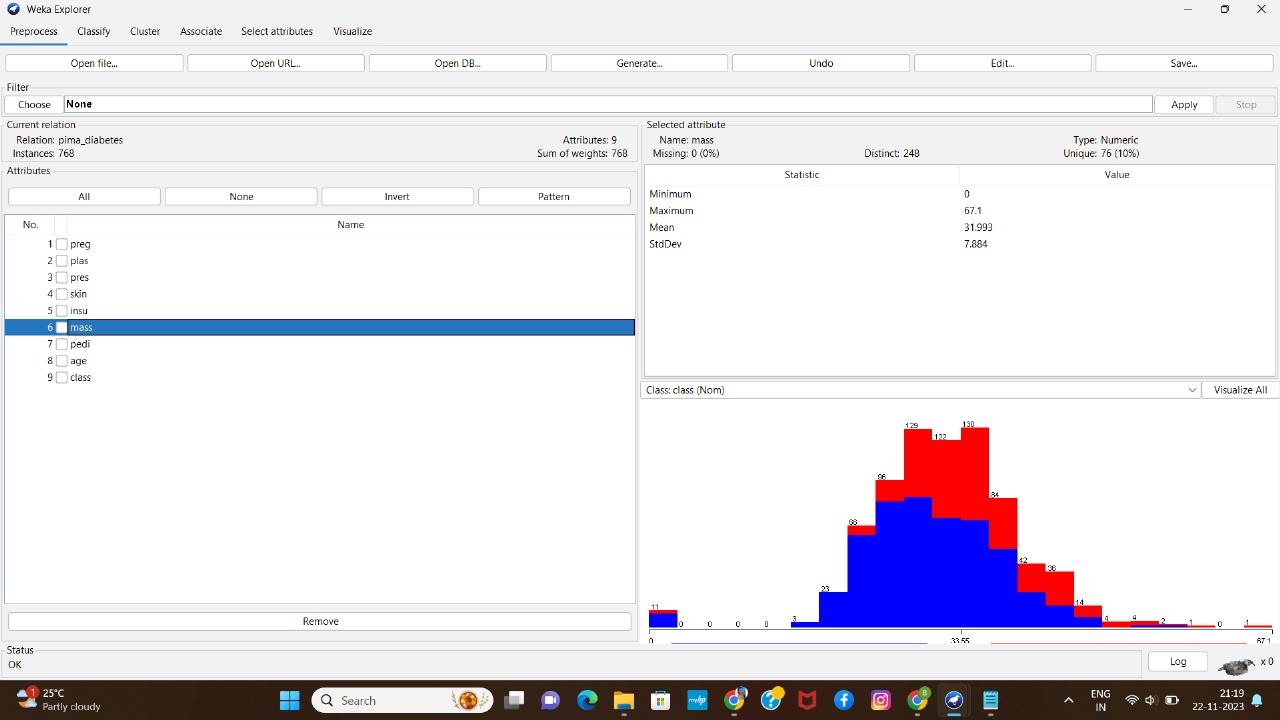 Weka Explorer
Preprocess Classify Cluster Associate Select attributes Visualize
Open file... Open URL... Open DB... Generate... Undo Edit... Save...
Filter
Choose None Apply Stop
Current relation
Relation: pima_diabetes Attributes: 9
Instances: 768 Sum of weights: 768
Attributes
All None Invert Pattern
No. Name
1 preg
2 plas
3 pres
4 skin
5 insu
6 mass
7 pedi
8 age
9 class
Remove
Selected attribute
Name: mass Type: Numeric
Missing: 0 (0%) Distinct: 248 Unique: 76 (10%)
Statistic Value
Minimum 0
Maximum 67.1
Mean 31.993
StdDev 7.884
Class: class (Nom) Visualize All
11 0 0 0 0 3 23 66 96 129 122 130 84 42 36 14 4 4 2 1 0 1
0 33.55 67.1
Status
OK Log x 0
1 25°C
Partly cloudy
Search
myhp
8
ENG
IN
21:19
22-11-2023